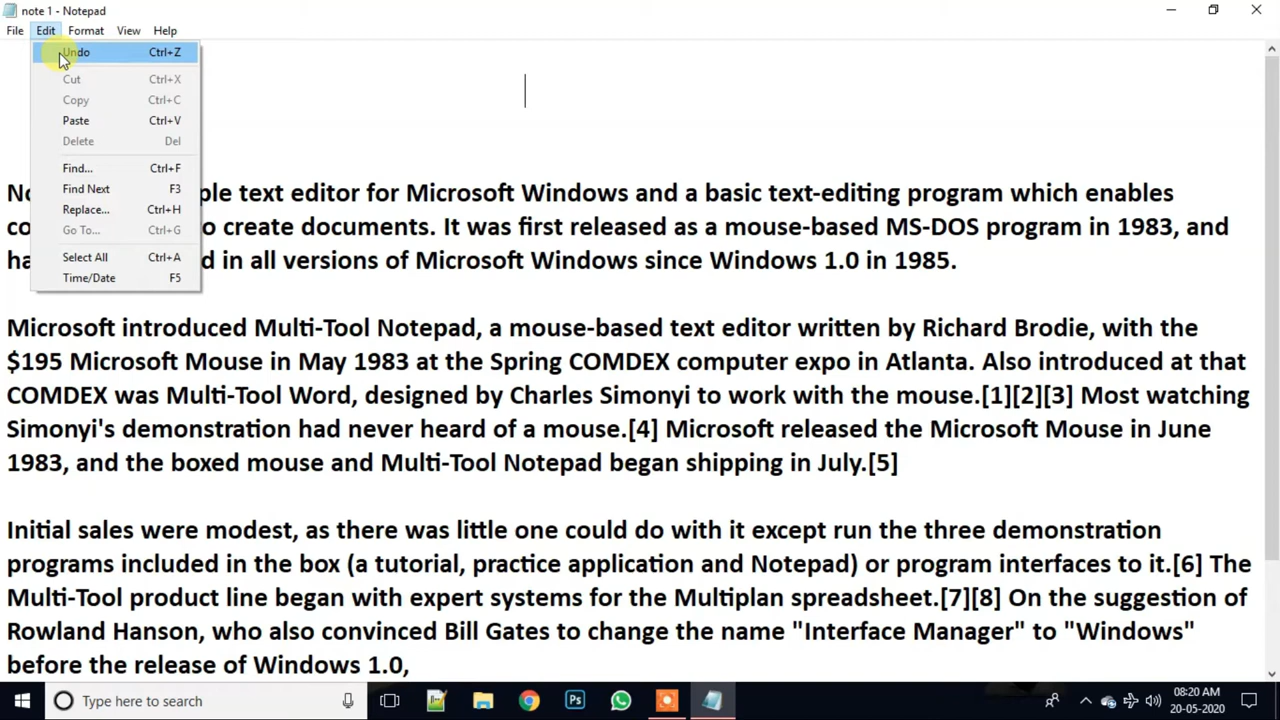 note 1 - Notepad
File Edit Format View Help
Undo Ctrl+Z
Cut Ctrl+X
Copy Ctrl+C
Paste Ctrl+V
Delete Del
Find... Ctrl+F
Find Next F3
Replace... Ctrl+H
Go To... Ctrl+G
Select All Ctrl+A
Time/Date F5
text editor for Microsoft Windows and a basic text-editing program which enables
create documents. It was first released as a mouse-based MS-DOS program in 1983, and
in all versions of Microsoft Windows since Windows 1.0 in 1985.
Microsoft introduced Multi-Tool Notepad, a mouse-based text editor written by Richard Brodie, with the
$195 Microsoft Mouse in May 1983 at the Spring COMDEX computer expo in Atlanta. Also introduced at that
COMDEX was Multi-Tool Word, designed by Charles Simonyi to work with the mouse.[1][2][3] Most watching
Simonyi's demonstration had never heard of a mouse.[4] Microsoft released the Microsoft Mouse in June
1983, and the boxed mouse and Multi-Tool Notepad began shipping in July.[5]
Initial sales were modest, as there was little one could do with it except run the three demonstration
programs included in the box (a tutorial, practice application and Notepad) or program interfaces to it.[6] The
Multi-Tool product line began with expert systems for the Multiplan spreadsheet.[7][8] On the suggestion of
Rowland Hanson, who also convinced Bill Gates to change the name "Interface Manager" to "Windows"
before the release of Windows 1.0,
Type here to search
Ps
08:20 AM
20-05-2020